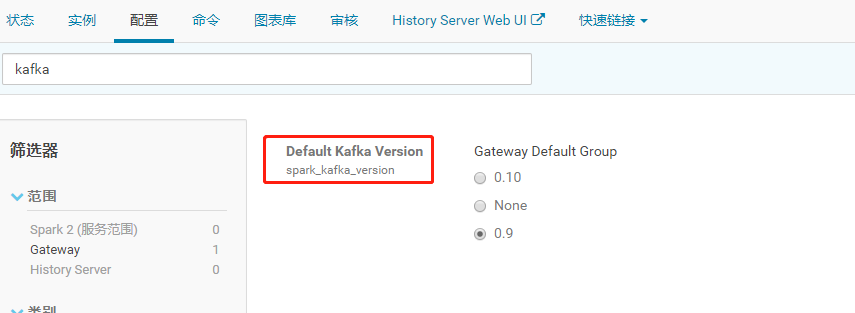 状态 实例 配置 命令 图表库 审核 History Server Web UI 快速链接
kafka
筛选器
范围
Spark 2 (服务范围) 0
Gateway 1
History Server 0
类别
Default Kafka Version
spark_kafka_version
Gateway Default Group
0.10
None
0.9